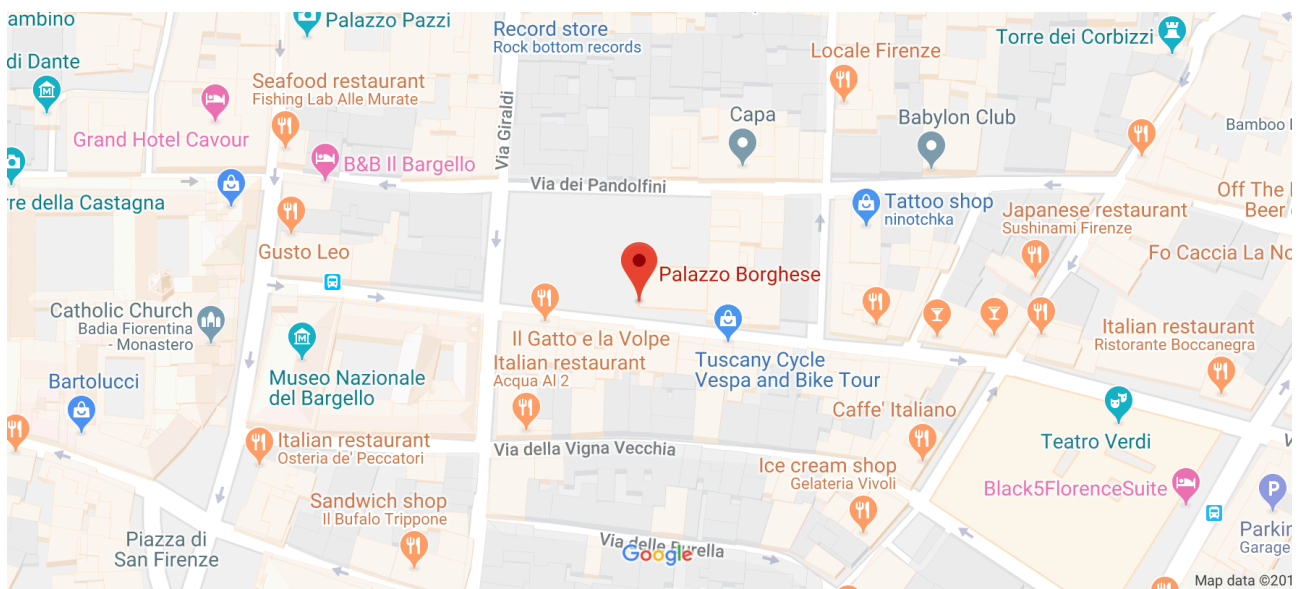 ambino
Palazzo Pazzi
Record store
Rock bottom records
Torre dei Corbizzi
Locale Firenze
di Dante
Seafood restaurant
Fishing Lab Alle Murate
Via Giraldi
Capa
Babylon Club
Bamboo
Grand Hotel Cavour
B&B Il Bargello
Via dei Pandolfini
re della Castagna
Tattoo shop
ninotchka
Off The
Beer
Japanese restaurant
Sushinami Firenze
Gusto Leo
Fo Caccia La No
Palazzo Borghese
Catholic Church
Badia Fiorentina
- Monastero
Il Gatto e la Volpe
Italian restaurant
Acqua Al 2
Italian restaurant
Ristorante Boccanegra
Tuscany Cycle
Vespa and Bike Tour
Bartolucci
Museo Nazionale
del Bargello
Caffe' Italiano
Italian restaurant
Osteria de' Peccatori
Via della Vigna Vecchia
Teatro Verdi
Ice cream shop
Gelateria Vivoli
Black5FlorenceSuite
P
Sandwich shop
Il Bufalo Trippone
Piazza di
San Firenze
Via delle Burella
Google
Parkin
Garage
Map data ©201